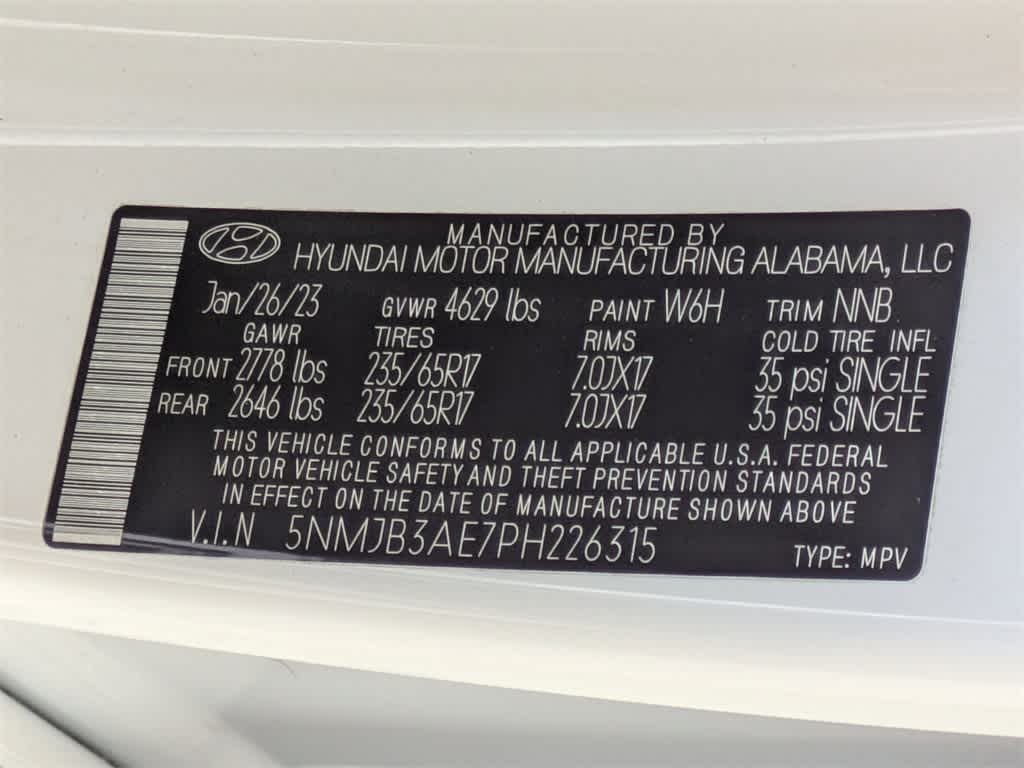 MANUFACTURED BY
HYUNDAI MOTOR MANUFACTURING ALABAMA, LLC
Jan/26/23 GVWR 4629 lbs PAINT W6H TRIM NNB
GAWR TIRES RIMS COLD TIRE INFL
FRONT 2778 lbs 235/65R17 7.0JX17 35 psi SINGLE
REAR 2646 lbs 235/65R17 7.0JX17 35 psi SINGLE
THIS VEHICLE CONFORMS TO ALL APPLICABLE U.S.A. FEDERAL
MOTOR VEHICLE SAFETY AND THEFT PREVENTION STANDARDS
IN EFFECT ON THE DATE OF MANUFACTURE SHOWN ABOVE
V.I.N 5NMJB3AE7PH226315 TYPE: MPV